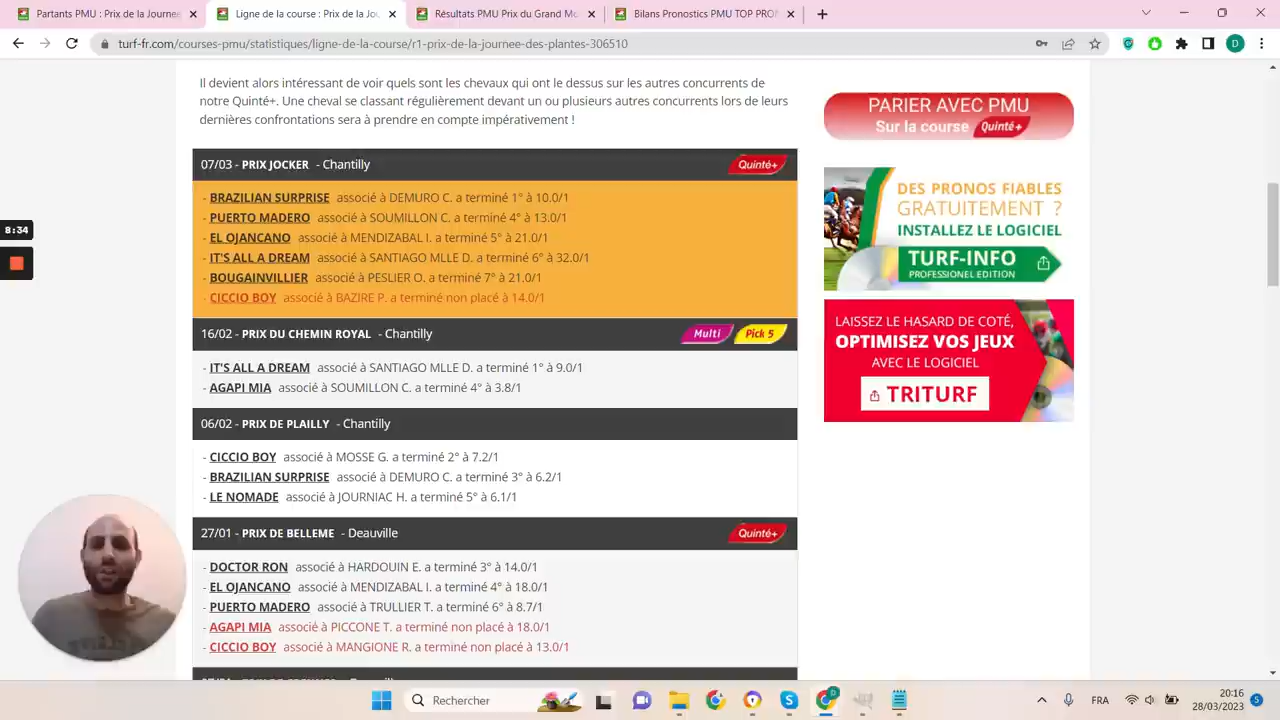 Partants PMU : Prix de la Journé
Ligne de la Course : Prix de la Jou
Résultats PMU Prix du Grand Mo
Bilans Pronostics PMU TOP PRO
turf-fr.com/courses-pmu/statistiques/ligne-de-la-course/r1-prix-de-la-journee-des-plantes-306510
D
Il devient alors intéressant de voir quels sont les chevaux qui ont le dessus sur les autres concurrents de
notre Quinté+. Une cheval se classant régulièrement devant un ou plusieurs autres concurrents lors de leurs
dernières confrontations sera à prendre en compte impérativement !
07/03 - PRIX JOCKER - Chantilly Quinté+
- BRAZILIAN SURPRISE associé à DEMURO C. a terminé 1° à 10.0/1
- PUERTO MADERO associé à SOUMILLON C. a terminé 4° à 13.0/1
- EL OJANCANO associé à MENDIZABAL I. a terminé 5° à 21.0/1
- IT'S ALL A DREAM associé à SANTIAGO MLLE D. a terminé 6° à 32.0/1
- BOUGAINVILLIER associé à PESLIER O. a terminé 7° à 21.0/1
- CICCIO BOY associé à BAZIRE P. a terminé non placé à 14.0/1
16/02 - PRIX DU CHEMIN ROYAL - Chantilly Multi Pick 5
- IT'S ALL A DREAM associé à SANTIAGO MLLE D. a terminé 1° à 9.0/1
- AGAPI MIA associé à SOUMILLON C. a terminé 4° à 3.8/1
06/02 - PRIX DE PLAILLY - Chantilly
- CICCIO BOY associé à MOSSE G. a terminé 2° à 7.2/1
- BRAZILIAN SURPRISE associé à DEMURO C. a terminé 3° à 6.2/1
- LE NOMADE associé à JOURNIAC H. a terminé 5° à 6.1/1
27/01 - PRIX DE BELLEME - Deauville Quinté+
- DOCTOR RON associé à HARDOUIN E. a terminé 3° à 14.0/1
- EL OJANCANO associé à MENDIZABAL I. a terminé 4° à 18.0/1
- PUERTO MADERO associé à TRULLIER T. a terminé 6° à 8.7/1
- AGAPI MIA associé à PICCONE T. a terminé non placé à 18.0/1
- CICCIO BOY associé à MANGIONE R. a terminé non placé à 13.0/1
PARIER AVEC PMU
Sur la course Quinté+
DES PRONOS FIABLES
GRATUITEMENT ?
INSTALLEZ LE LOGICIEL
TURF-INFO
PROFESSIONEL EDITION
LAISSEZ LE HASARD DE COTÉ,
OPTIMISEZ VOS JEUX
AVEC LE LOGICIEL
TRITURF
8:34
Rechercher
D
FRA
20:16
28/03/2023
5